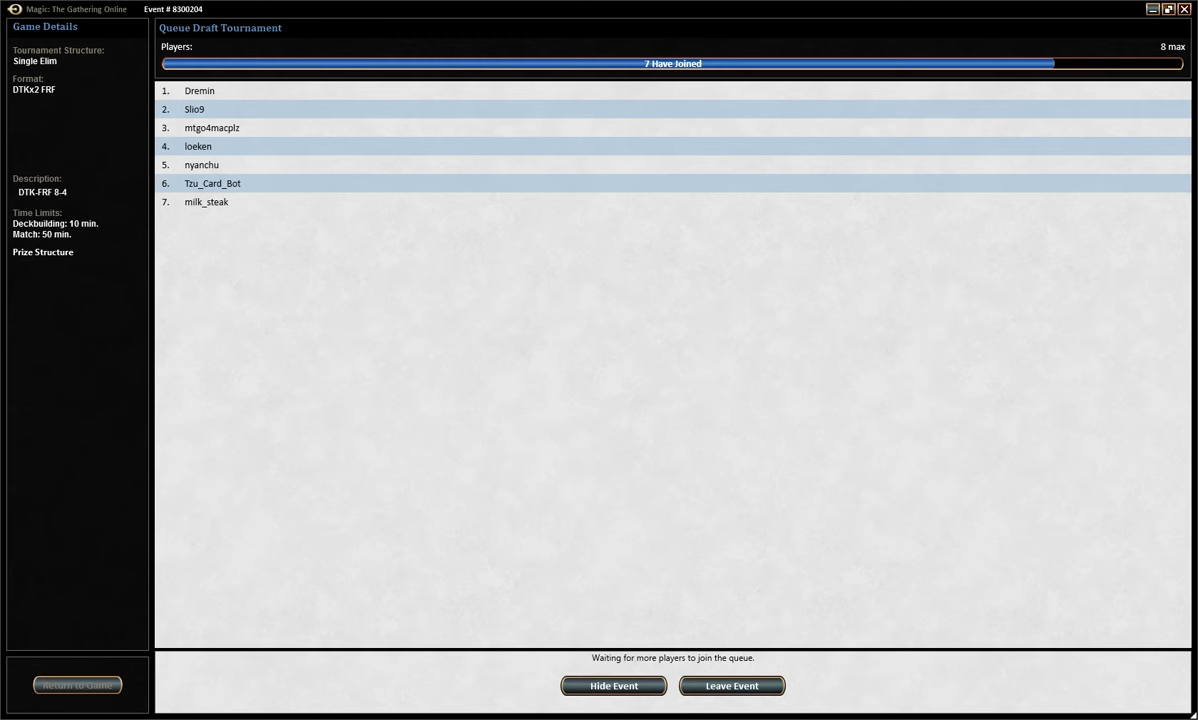 Magic: The Gathering Online Event # 8300204
Game Details
Tournament Structure:
Single Elim
Format:
DTKx2 FRF
Description:
DTK-FRF 8-4
Time Limits:
Deckbuilding: 10 min.
Match: 50 min.
Prize Structure
Return to Game
Queue Draft Tournament
Players: 8 max
7 Have Joined
1. Dremin
2. Slio9
3. mtgo4macplz
4. loeken
5. nyanchu
6. Tzu_Card_Bot
7. milk_steak
Waiting for more players to join the queue.
Hide Event Leave Event